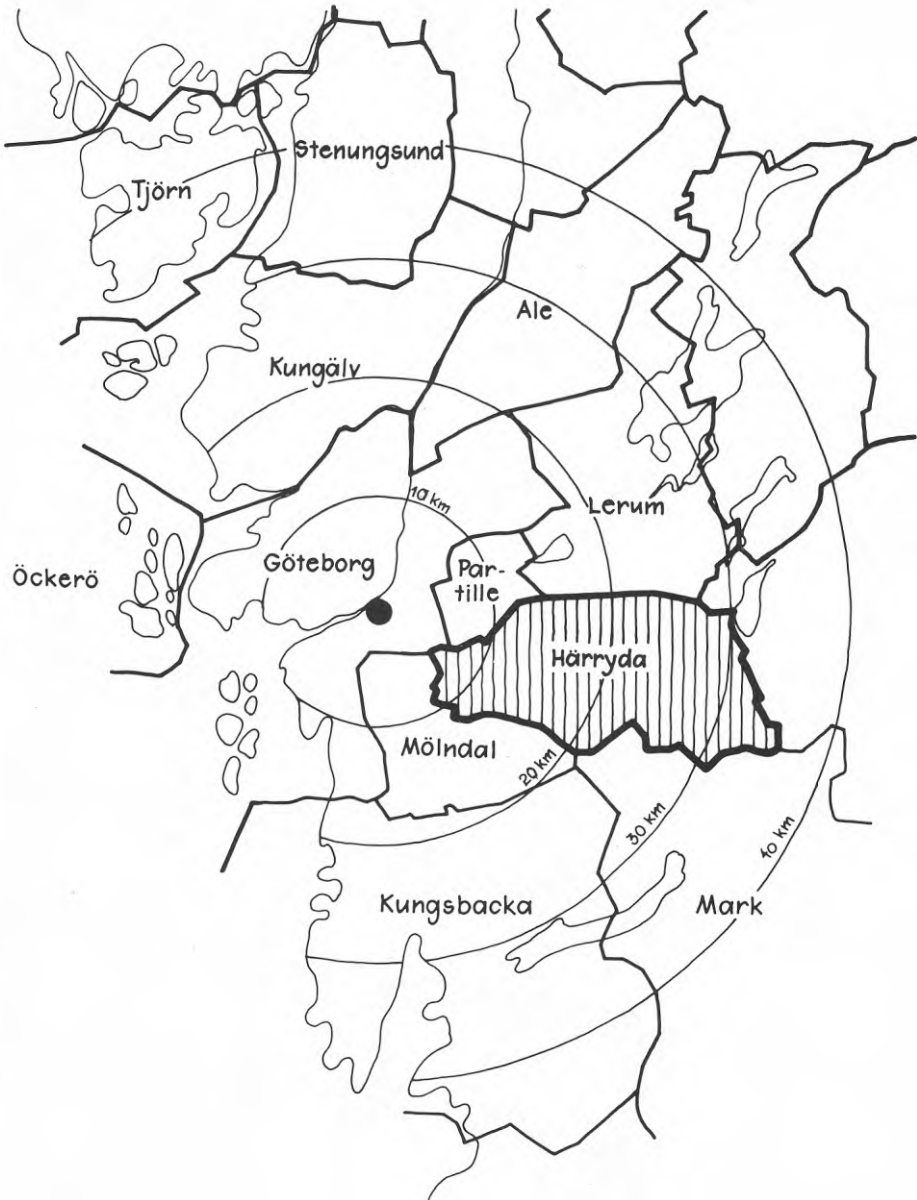 Stenungsund
Tjörn
Ale
Kungälv
10 km
Lerum
Göteborg
Par-
tille
Öckerö
Härryda
Mölndal
20 km
30 km
40 km
Kungsbacka
Mark